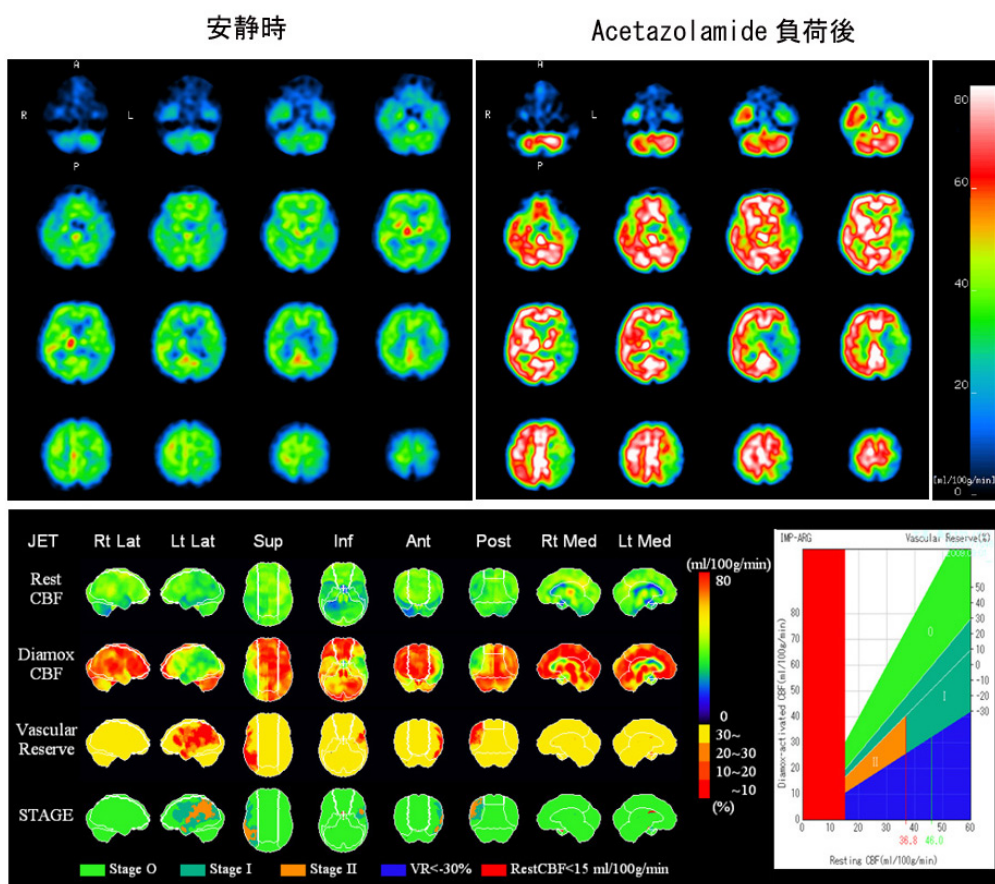 安静時
Acetazolamide 負荷後
A
R
L
P
A
R
L
P
80
60
40
20
[ml/100g/min]
0
JET
Rt Lat
Lt Lat
Sup
Inf
Ant
Post
Rt Med
Lt Med
(ml/100g/min)
80
0
Rest
CBF
Diamox
CBF
Vascular
Reserve
STAGE
30~
20~30
10~20
~10
(%)
Stage O
Stage I
Stage II
VR<-30%
RestCBF<15 ml/100g/min
IMP-ARG
Vascular Reserve(%)
Diamox-activated CBF(ml/100g/min)
80
70
60
50
40
30
20
10
0
50
40
30
20
10
0
-10
-20
-30
0
I
II
0 10 20 30 40 50 60
36.8 46.0
Resting CBF(ml/100g/min)